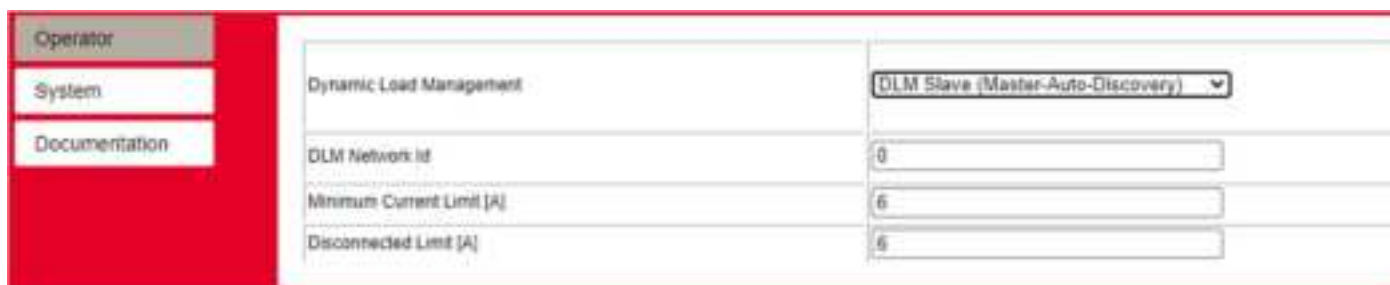 Operator
System
Documentation
Dynamic Load Management DLM Slave (Master-Auto-Discovery)
DLM Network Id 0
Minimum Current Limit [A] 6
Disconnected Limit [A] 6